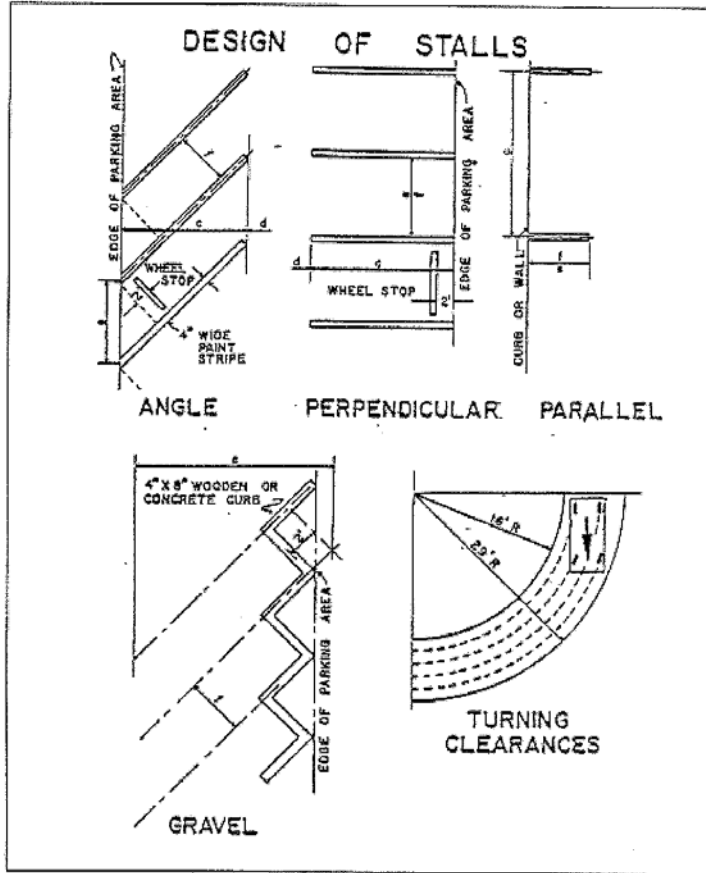 DESIGN OF STALLS
EDGE OF PARKING AREA
c
d
WHEEL
STOP
2'
4" WIDE
PAINT
STRIPE
ANGLE
EDGE OF PARKING AREA
d
WHEEL STOP
2'
PERPENDICULAR
CURB OR WALL
f
PARALLEL
4" X 8" WOODEN OR
CONCRETE CURB
2'
EDGE OF PARKING AREA
GRAVEL
16' R
29' R
TURNING
CLEARANCES